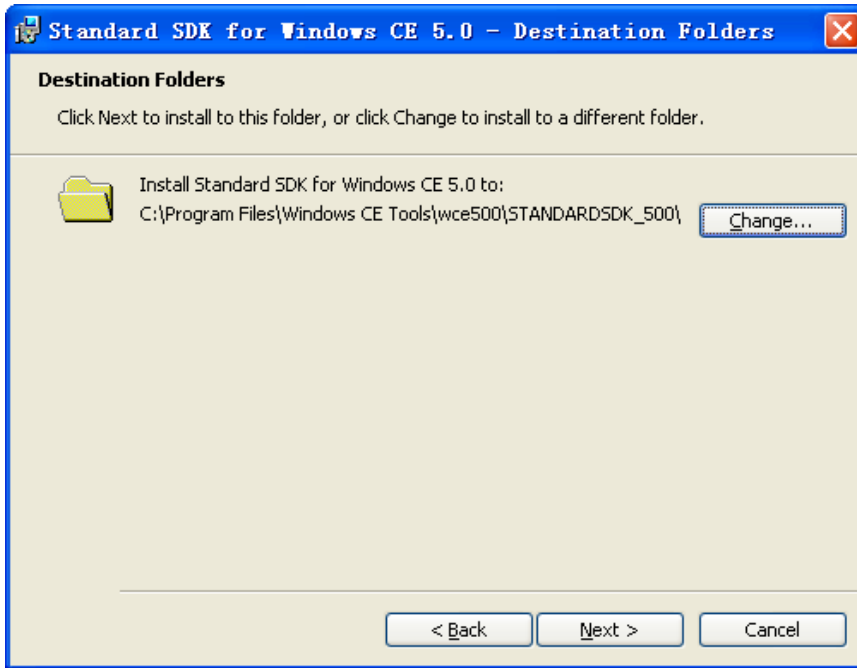 Standard SDK for Windows CE 5.0 - Destination Folders
Destination Folders
Click Next to install to this folder, or click Change to install to a different folder.
Install Standard SDK for Windows CE 5.0 to:
C:\Program Files\Windows CE Tools\wce500\STANDARDSDK_500\
Change...
< Back
Next >
Cancel